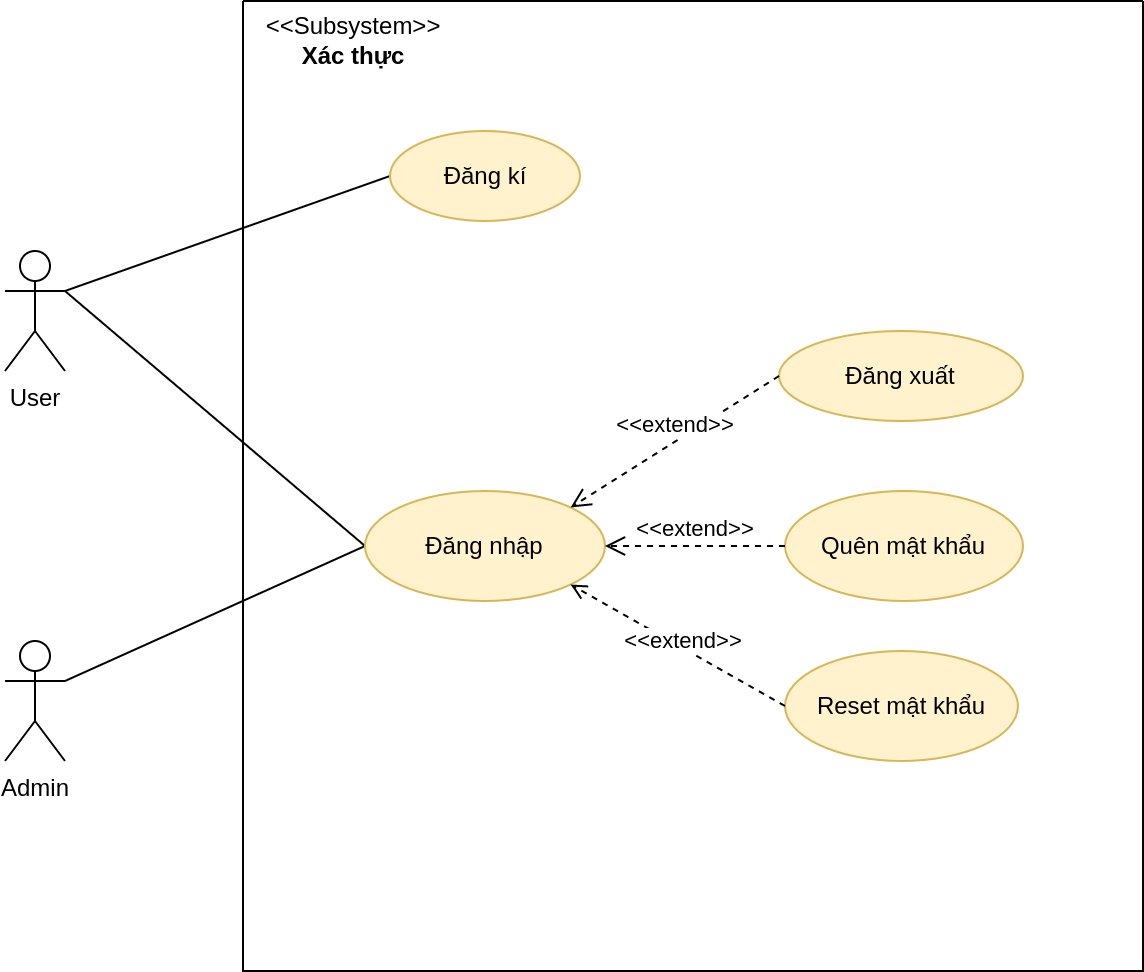 <<Subsystem>>
Xác thực
Đăng kí
User
Đăng xuất
<<extend>>
Đăng nhập
<<extend>>
Quên mật khẩu
<<extend>>
Reset mật khẩu
Admin